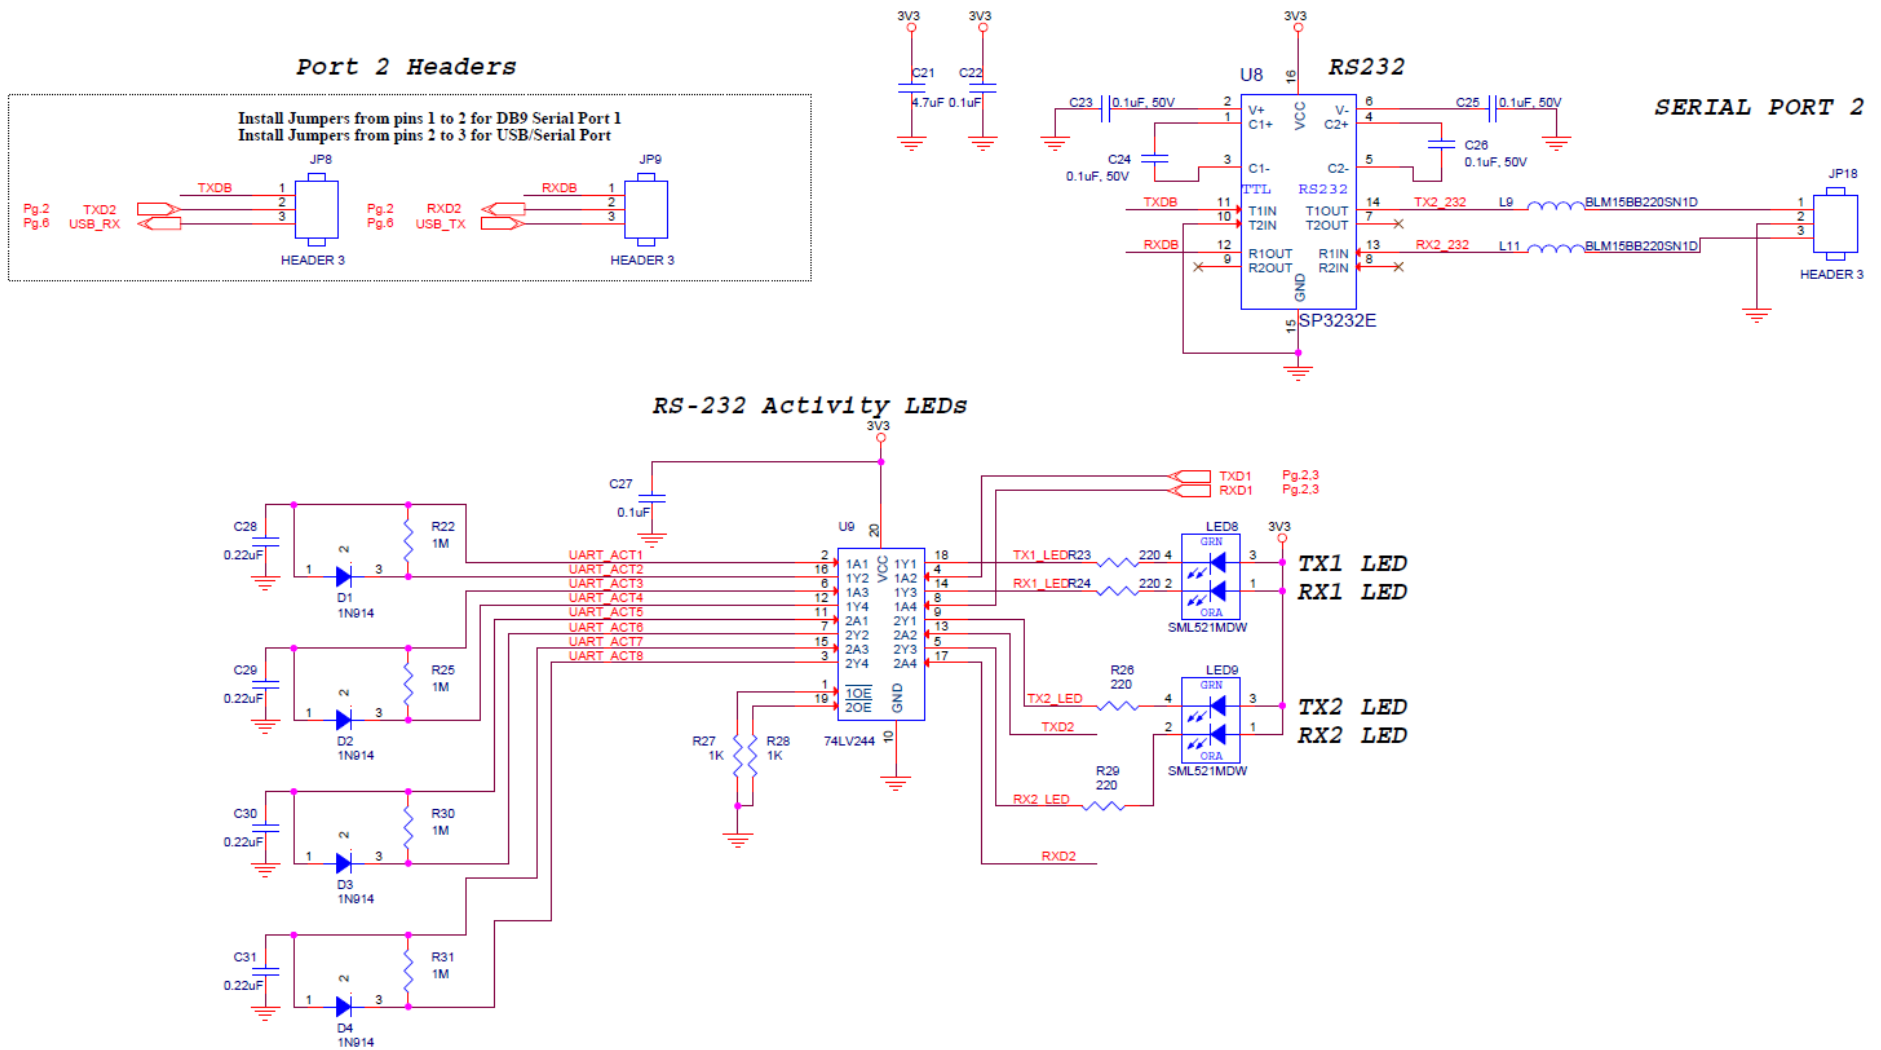 Port 2 Headers
Install Jumpers from pins 1 to 2 for DB9 Serial Port 1
Install Jumpers from pins 2 to 3 for USB/Serial Port
JP8
TXDB
1
Pg.2
TXD2
2
Pg.6
USB_RX
3
HEADER 3
JP9
RXDB
1
Pg.2
RXD2
2
Pg.6
USB_TX
3
HEADER 3
3V3
C21
4.7uF
3V3
C22
0.1uF
3V3
RS232
SERIAL PORT 2
U8
16
VCC
C23
0.1uF, 50V
2
V+
1
C1+
C24
0.1uF, 50V
3
C1-
TTL
RS232
TXDB
11
T1IN
10
T2IN
RXDB
12
R1OUT
9
R2OUT
6
V-
C25
0.1uF, 50V
4
C2+
C26
0.1uF, 50V
5
C2-
T1OUT
14
TX2_232
L9
BLM15BB220SN1D
T2OUT
7
R1IN
13
RX2_232
L11
BLM15BB220SN1D
R2IN
8
GND
15
SP3232E
JP18
1
2
3
HEADER 3
RS-232 Activity LEDs
3V3
C27
0.1uF
TXD1
Pg.2,3
RXD1
Pg.2,3
U9
20
VCC
C28
0.22uF
R22
1M
1
2
3
D1
1N914
C29
0.22uF
R25
1M
1
2
3
D2
1N914
C30
0.22uF
R30
1M
1
2
3
D3
1N914
C31
0.22uF
R31
1M
1
2
3
D4
1N914
UART_ACT1
2
1A1
UART_ACT2
16
1Y2
UART_ACT3
6
1A3
UART_ACT4
12
1Y4
UART_ACT5
11
2A1
UART_ACT6
7
2Y2
UART_ACT7
15
2A3
UART_ACT8
3
2Y4
1
1OE
19
2OE
GND
10
74LV244
R27
1K
R28
1K
1Y1
18
TX1_LED
R23
220
4
1A2
4
1Y3
14
RX1_LED
R24
220
2
1A4
8
2Y1
9
2A2
13
2Y3
5
2A4
17
LED8
GRN
3
1
ORA
SML521MDW
3V3
TX1 LED
RX1 LED
R26
220
TX2_LED
TXD2
R29
220
RX2_LED
RXD2
LED9
GRN
4
3
2
1
ORA
SML521MDW
TX2 LED
RX2 LED